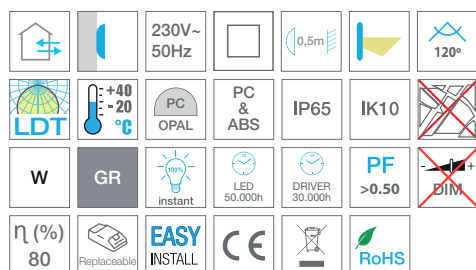 230V~
50Hz
0,5m
120º
LDT
+40
-20
°C
PC
OPAL
PC
&
ABS
IP65
IK10
W
GR
100%
instant
LED
50.000h
DRIVER
30.000h
PF
>0.50
- +
DIM
η (%)
80
Replaceable
EASY
INSTALL
CE
RoHS